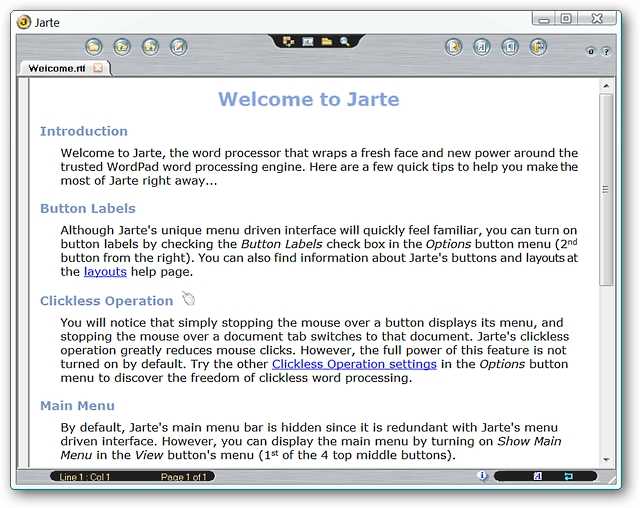 Jarte
Welcome.rtf
Welcome to Jarte
Introduction
Welcome to Jarte, the word processor that wraps a fresh face and new power around the
trusted WordPad word processing engine. Here are a few quick tips to help you make the
most of Jarte right away...
Button Labels
Although Jarte's unique menu driven interface will quickly feel familiar, you can turn on
button labels by checking the Button Labels check box in the Options button menu (2nd
button from the right). You can also find information about Jarte's buttons and layouts at
the layouts help page.
Clickless Operation
You will notice that simply stopping the mouse over a button displays its menu, and
stopping the mouse over a document tab switches to that document. Jarte's clickless
operation greatly reduces mouse clicks. However, the full power of this feature is not
turned on by default. Try the other Clickless Operation settings in the Options button
menu to discover the freedom of clickless word processing.
Main Menu
By default, Jarte's main menu bar is hidden since it is redundant with Jarte's menu
driven interface. However, you can display the main menu by turning on Show Main
Menu in the View button's menu (1st of the 4 top middle buttons).
Line 1 : Col 1 Page 1 of 1